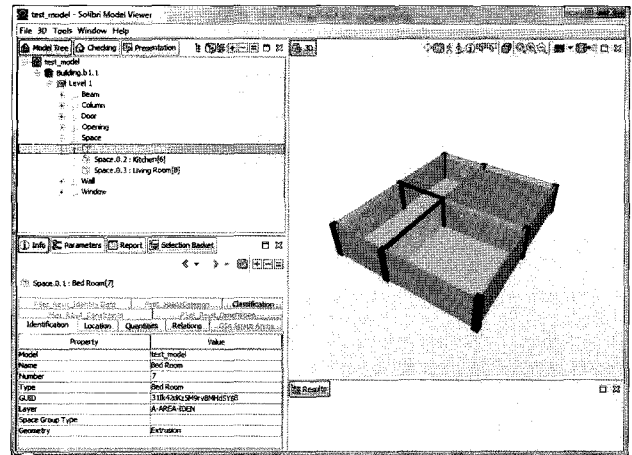 test_model - Solibri Model Viewer
File 3D Tools Window Help
Model Tree Checking Presentation
3D
test_model
Building.b1.1
Level 1
Beam
Column
Door
Opening
Space
Space.0.2 : Kitchen[6]
Space.0.3 : Living Room[8]
Wall
Window
Info Parameters Report Selection Basket
Space.0.1 : Bed Room[7]
Classification
Identification Location Quantities Relations
Property Value
Model test_model
Name Bed Room
Number 7
Type Bed Room
GUID
Layer A-AREA-IDEN
Space Group Type
Geometry Extrusion
Results